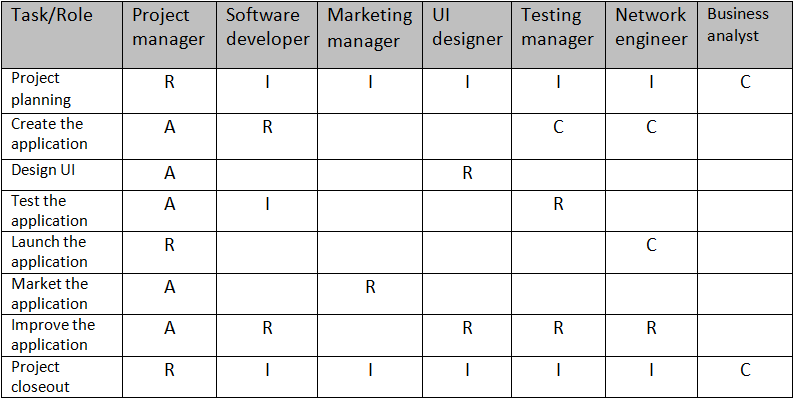 Task/Role Project manager Software developer Marketing manager UI designer Testing manager Network engineer Business analyst
Project planning R I I I I I C
Create the application A R C C
Design UI A R
Test the application A I R
Launch the application R C
Market the application A R
Improve the application A R R R R
Project closeout R I I I I I C